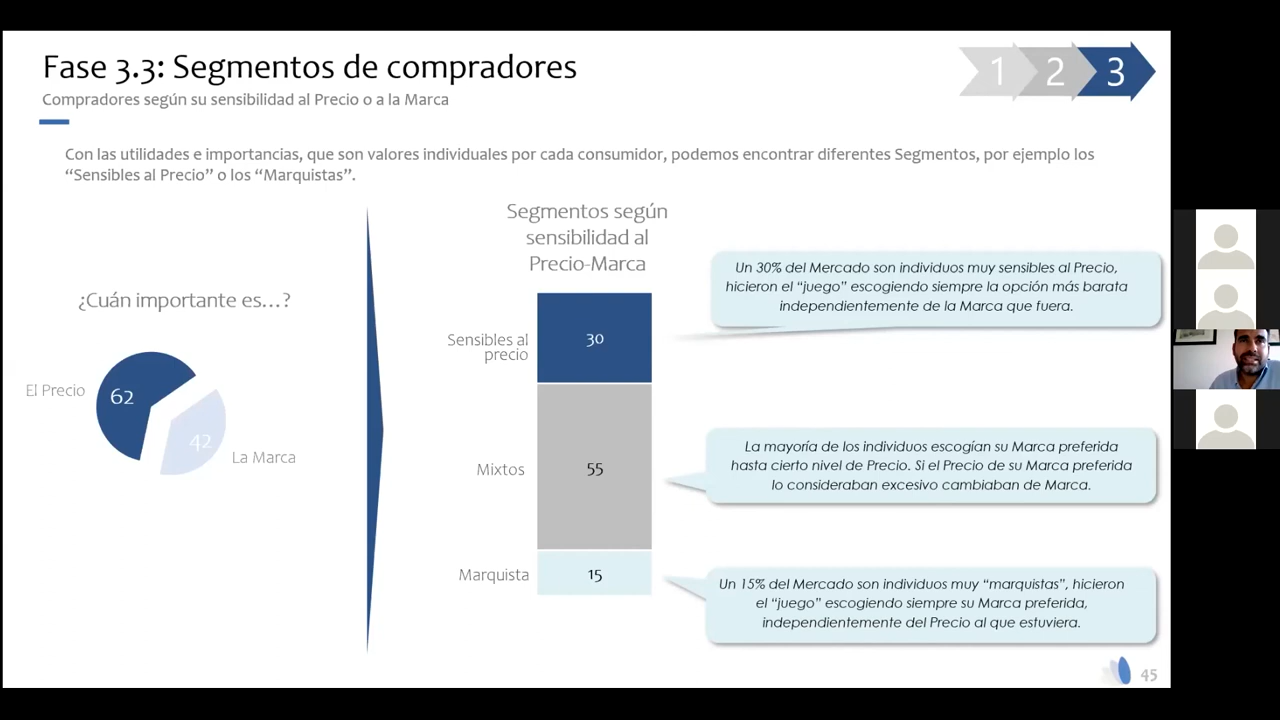 Fase 3.3: Segmentos de compradores
Compradores según su sensibilidad al Precio o a la Marca
1 2 3
Con las utilidades e importancias, que son valores individuales por cada consumidor, podemos encontrar diferentes Segmentos, por ejemplo los
“Sensibles al Precio” o los “Marquistas”.
¿Cuán importante es…?
El Precio
62
42
La Marca
Segmentos según
sensibilidad al
Precio-Marca
Sensibles al
precio
30
Mixtos
55
Marquista
15
Un 30% del Mercado son individuos muy sensibles al Precio,
hicieron el “juego” escogiendo siempre la opción más barata
independientemente de la Marca que fuera.
La mayoría de los individuos escogían su Marca preferida
hasta cierto nivel de Precio. Si el Precio de su Marca preferida
lo consideraban excesivo cambiaban de Marca.
Un 15% del Mercado son individuos muy “marquistas”, hicieron
el “juego” escogiendo siempre su Marca preferida,
independientemente del Precio al que estuviera.
45